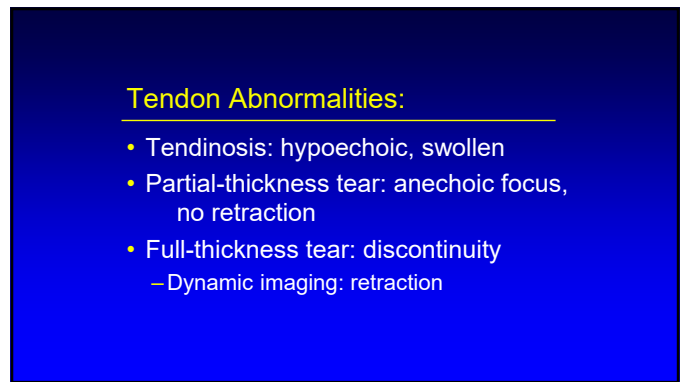 Tendon Abnormalities:
• Tendinosis: hypoechoic, swollen
• Partial-thickness tear: anechoic focus,
no retraction
• Full-thickness tear: discontinuity
–Dynamic imaging: retraction